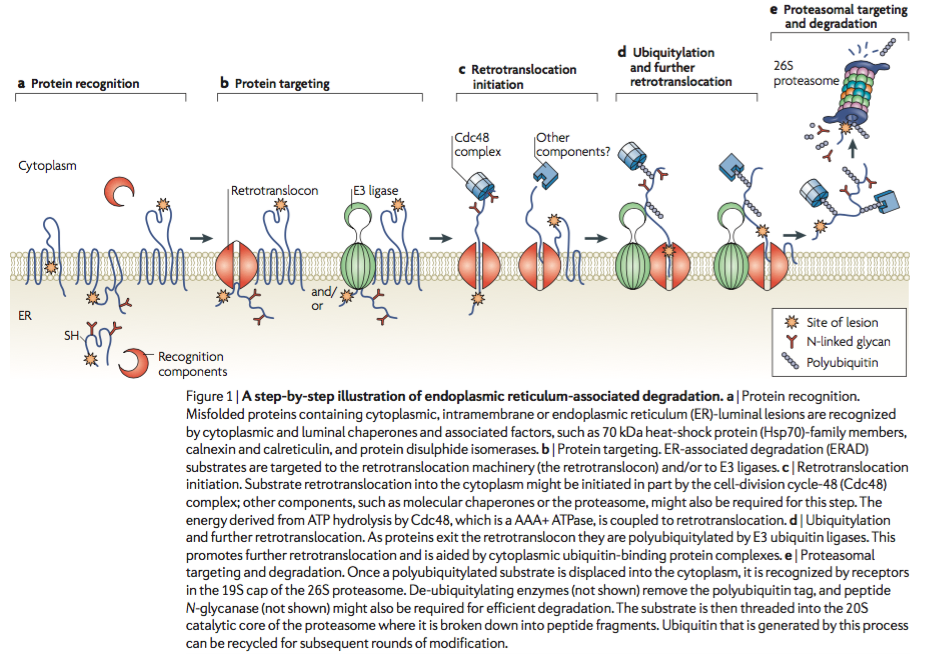 e Proteasomal targeting
and degradation
d Ubiquitylation
and further
retrotranslocation
c Retrotranslocation
initiation
a Protein recognition
b Protein targeting
26S
proteasome
Cdc48
complex
Other
components?
Cytoplasm
Retrotranslocon
E3 ligase
and/
or
ER
SH
Recognition
components
Site of lesion
N-linked glycan
Polyubiquitin
Figure 1 | A step-by-step illustration of endoplasmic reticulum-associated degradation. a | Protein recognition.
Misfolded proteins containing cytoplasmic, intramembrane or endoplasmic reticulum (ER)-luminal lesions are recognized
by cytoplasmic and luminal chaperones and associated factors, such as 70 kDa heat-shock protein (Hsp70)-family members,
calnexin and calreticulin, and protein disulphide isomerases. b | Protein targeting. ER-associated degradation (ERAD)
substrates are targeted to the retrotranslocation machinery (the retrotranslocon) and/or to E3 ligases. c | Retrotranslocation
initiation. Substrate retrotranslocation into the cytoplasm might be initiated in part by the cell-division cycle-48 (Cdc48)
complex; other components, such as molecular chaperones or the proteasome, might also be required for this step. The
energy derived from ATP hydrolysis by Cdc48, which is a AAA+ ATPase, is coupled to retrotranslocation. d | Ubiquitylation
and further retrotranslocation. As proteins exit the retrotranslocon they are polyubiquitylated by E3 ubiquitin ligases. This
promotes further retrotranslocation and is aided by cytoplasmic ubiquitin-binding protein complexes. e | Proteasomal
targeting and degradation. Once a polyubiquitylated substrate is displaced into the cytoplasm, it is recognized by receptors
in the 19S cap of the 26S proteasome. De-ubiquitylating enzymes (not shown) remove the polyubiquitin tag, and peptide
N-glycanase (not shown) might also be required for efficient degradation. The substrate is then threaded into the 20S
catalytic core of the proteasome where it is broken down into peptide fragments. Ubiquitin that is generated by this process
can be recycled for subsequent rounds of modification.